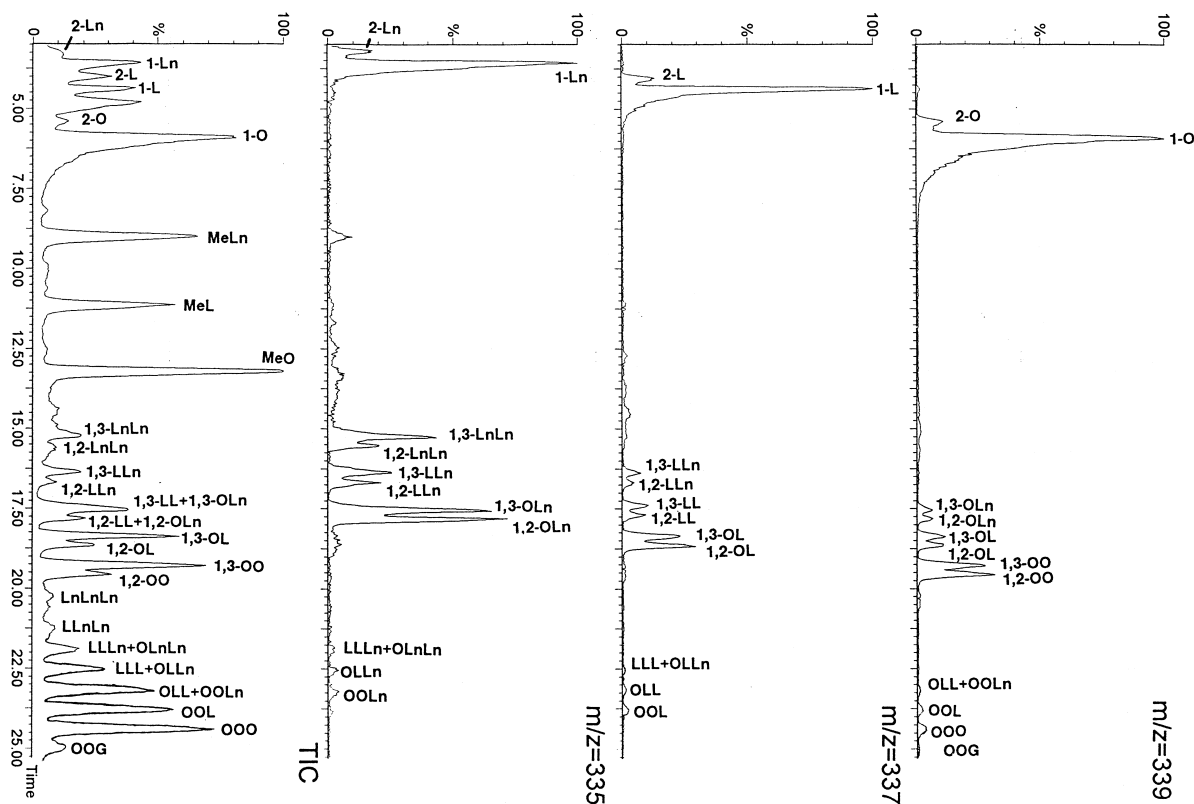 100
%
2-Ln
1-Ln
2-L
1-L
2-O
1-O
MeLn
MeL
MeO
1,3-LnLn
1,2-LnLn
1,3-LLn
1,2-LLn
1,3-LL+1,3-OLn
1,2-LL+1,2-OLn
1,3-OL
1,2-OL
1,3-OO
1,2-OO
LnLnLn
LLnLn
LLLn+OLnLn
LLL+OLLn
OLL+OOLn
OOL
OOO
OOG
5.00
7.50
10.00
12.50
15.00
17.50
20.00
22.50
25.00
Time
TIC
100
%
2-Ln
1-Ln
1,3-LnLn
1,2-LnLn
1,3-LLn
1,2-LLn
1,3-OLn
1,2-OLn
LLLn+OLnLn
OLLn
OOLn
m/z=335
100
%
2-L
1-L
1,3-LLn
1,2-LLn
1,3-LL
1,2-LL
1,3-OL
1,2-OL
LLL+OLLn
OLL
OOL
m/z=337
100
%
2-O
1-O
1,3-OLn
1,2-OLn
1,3-OL
1,2-OL
1,3-OO
1,2-OO
OLL+OOLn
OOL
OOO
OOG
m/z=339